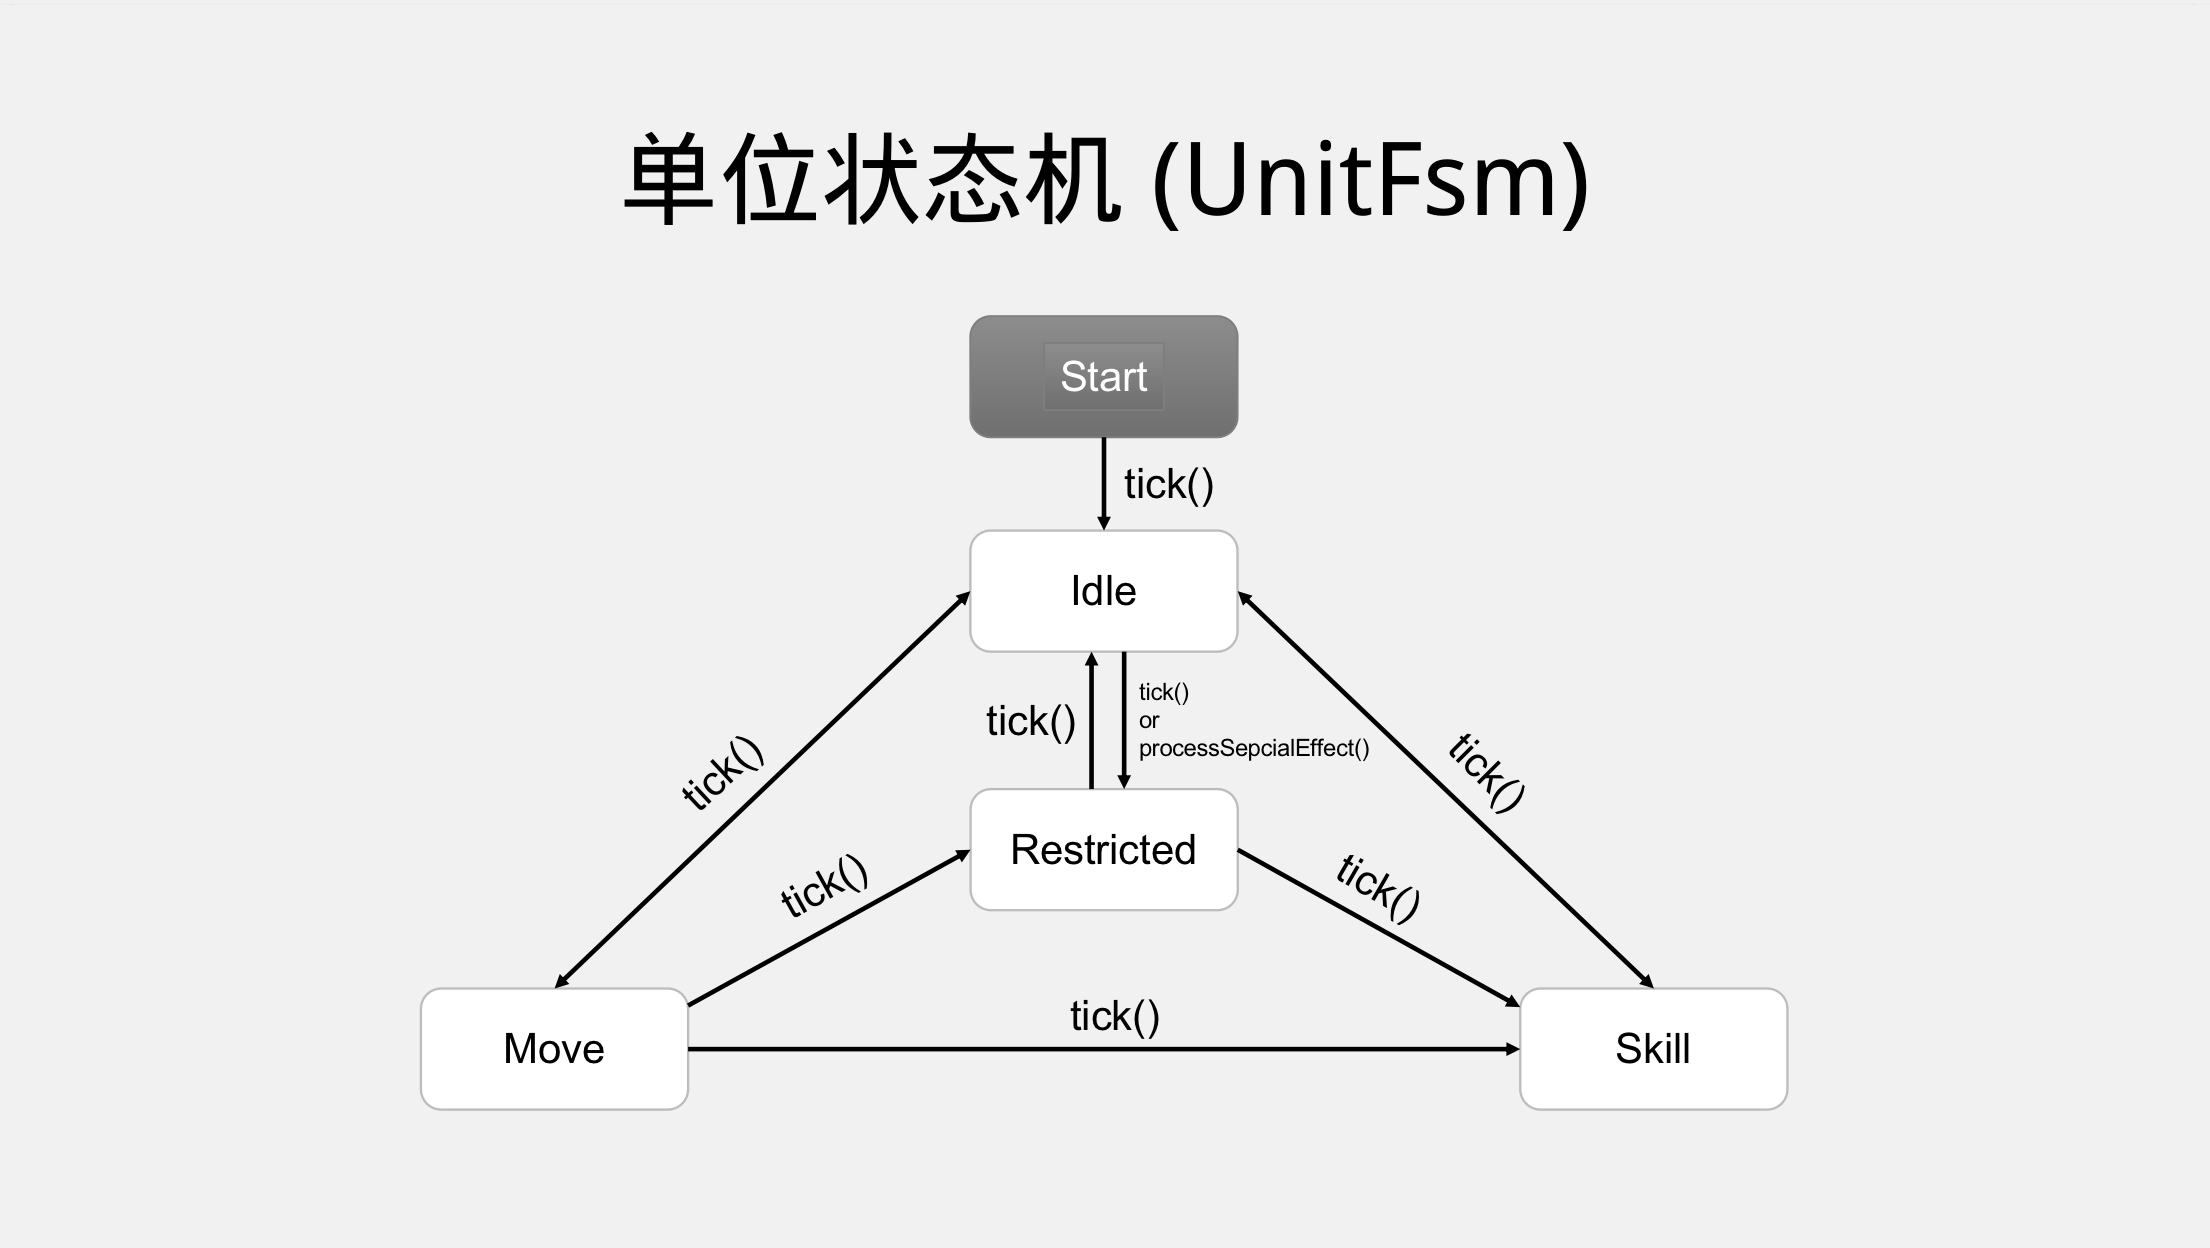 单位状态机 (UnitFsm)
Start
tick()
Idle
tick()
tick()
or
processSepcialEffect()
tick()
tick()
Restricted
tick()
tick()
tick()
Move
Skill